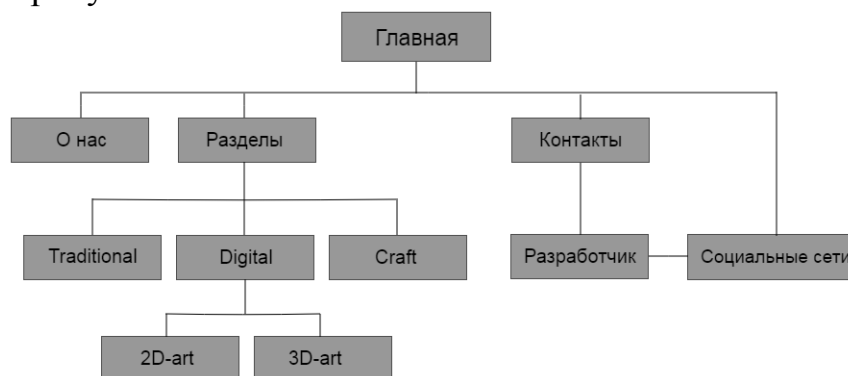 Главная
О нас
Разделы
Контакты
Traditional
Digital
Craft
Разработчик
Социальные сети
2D-art
3D-art